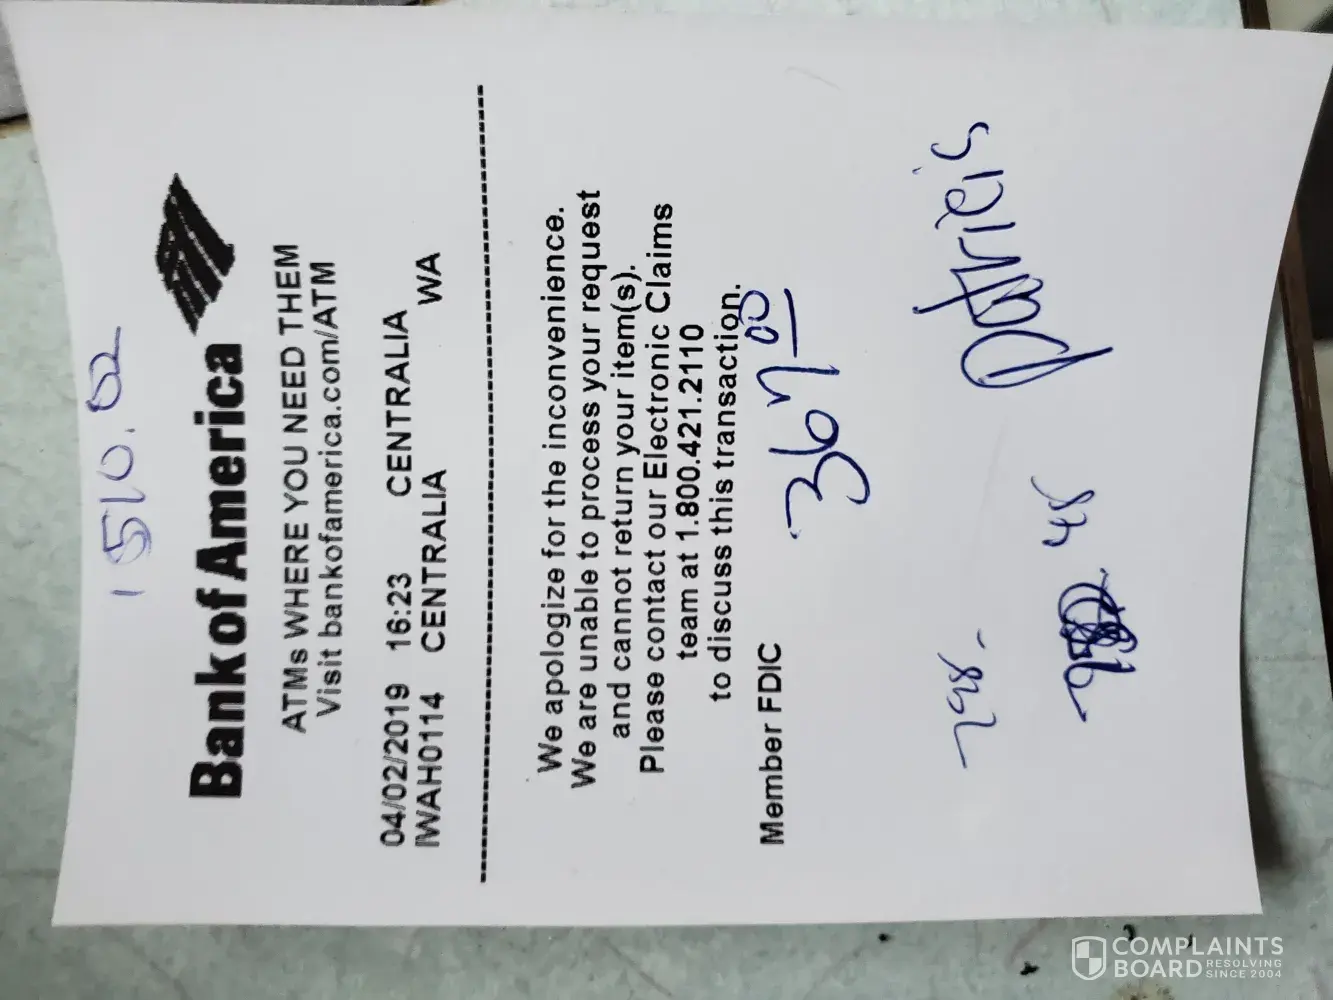 1510.02
Bank of America
ATMs WHERE YOU NEED THEM
Visit bankofamerica.com/ATM
04/02/2019 16:23 CENTRALIA
IWAH0114 CENTRALIA WA
We apologize for the inconvenience.
We are unable to process your request
and cannot return your item(s).
Please contact our Electronic Claims
team at 1.800.421.2110
to discuss this transaction.
Member FDIC
367 00
798.
48
COMPLAINTS
BOARD RESOLVING
SINCE 2004